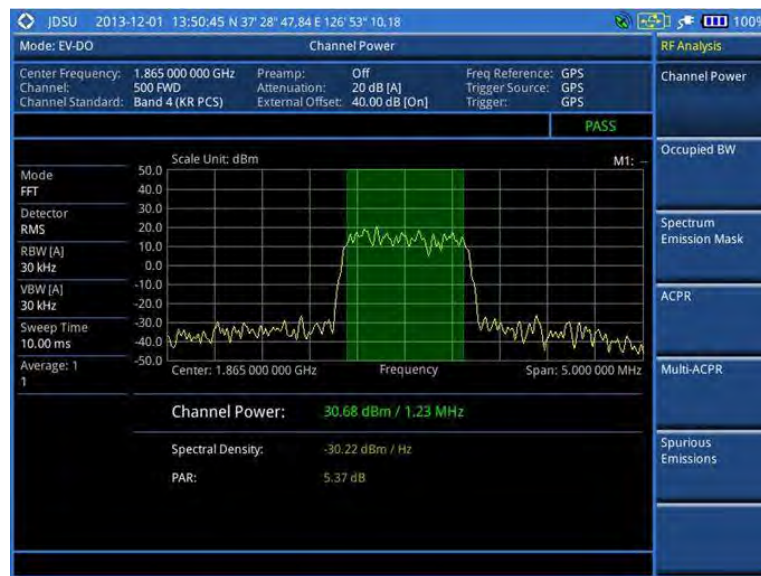 JDSU 2013-12-01 13:50:45 N 37' 28" 47.84 E 126' 53" 10.18 100%
Mode: EV-DO Channel Power RF Analysis
Center Frequency: 1.865 000 000 GHz Preamp: Off Freq Reference: GPS
Channel: 500 FWD Attenuation: 20 dB [A] Trigger Source: GPS
Channel Standard: Band 4 (KR PCS) External Offset: 40.00 dB [On] Trigger: GPS
Channel Power
PASS
Scale Unit: dBm M1: --
Mode
FFT
Detector
RMS
RBW [A]
30 kHz
VBW [A]
30 kHz
Sweep Time
10.00 ms
Average: 1
1
50.0
40.0
30.0
20.0
10.0
0.0
-10.0
-20.0
-30.0
-40.0
-50.0
Center: 1.865 000 000 GHz Frequency Span: 5.000 000 MHz
Channel Power: 30.68 dBm / 1.23 MHz
Spectral Density: -30.22 dBm / Hz
PAR: 5.37 dB
Occupied BW
Spectrum
Emission Mask
ACPR
Multi-ACPR
Spurious
Emissions